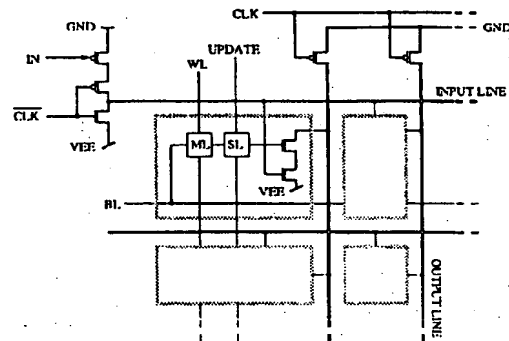 CLK
GND
GND
IN
UPDATE
WL
INPUT LINE
CLK
ML
SL
VEE
VEE
BL
OUTPUT LINE